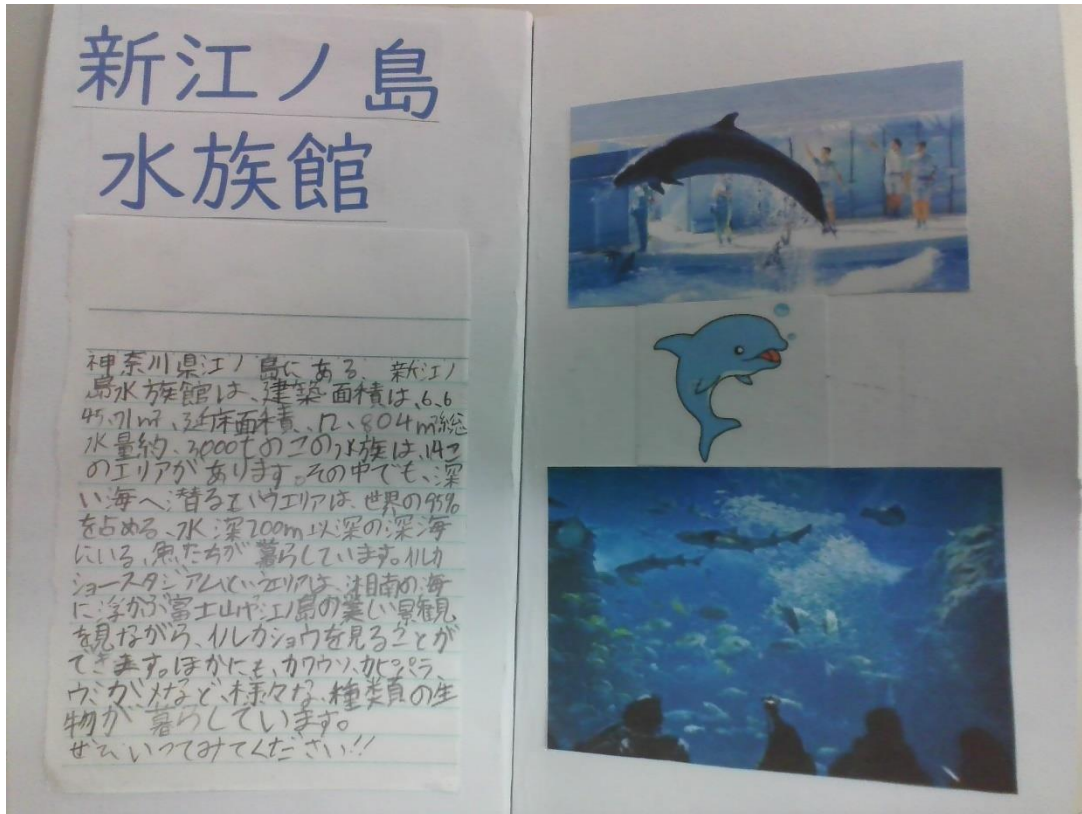 新江ノ島
水族館
神奈川県江ノ島にある、新江ノ
島水族館は、建築面積は、6、6
45、71㎡、延床面積、12、804㎡総
水量約、3000tのこの水族は、14こ
のエリアがあります。その中でも、深
い海へ潜るというエリアは、世界の95%
を占める、水深200m以深の深海
にいる、魚たちが暮らしています。イルカ
ショースタジアムというエリアは、湘南の海
に浮かぶ富士山や江ノ島の美しい景観
を見ながら、イルカショウを見ることが
できます。ほかにも、カワウソ、カピバラ、
ウミガメなど、様々な、種類の生
物が暮らしています。
ぜひいってみてください!!